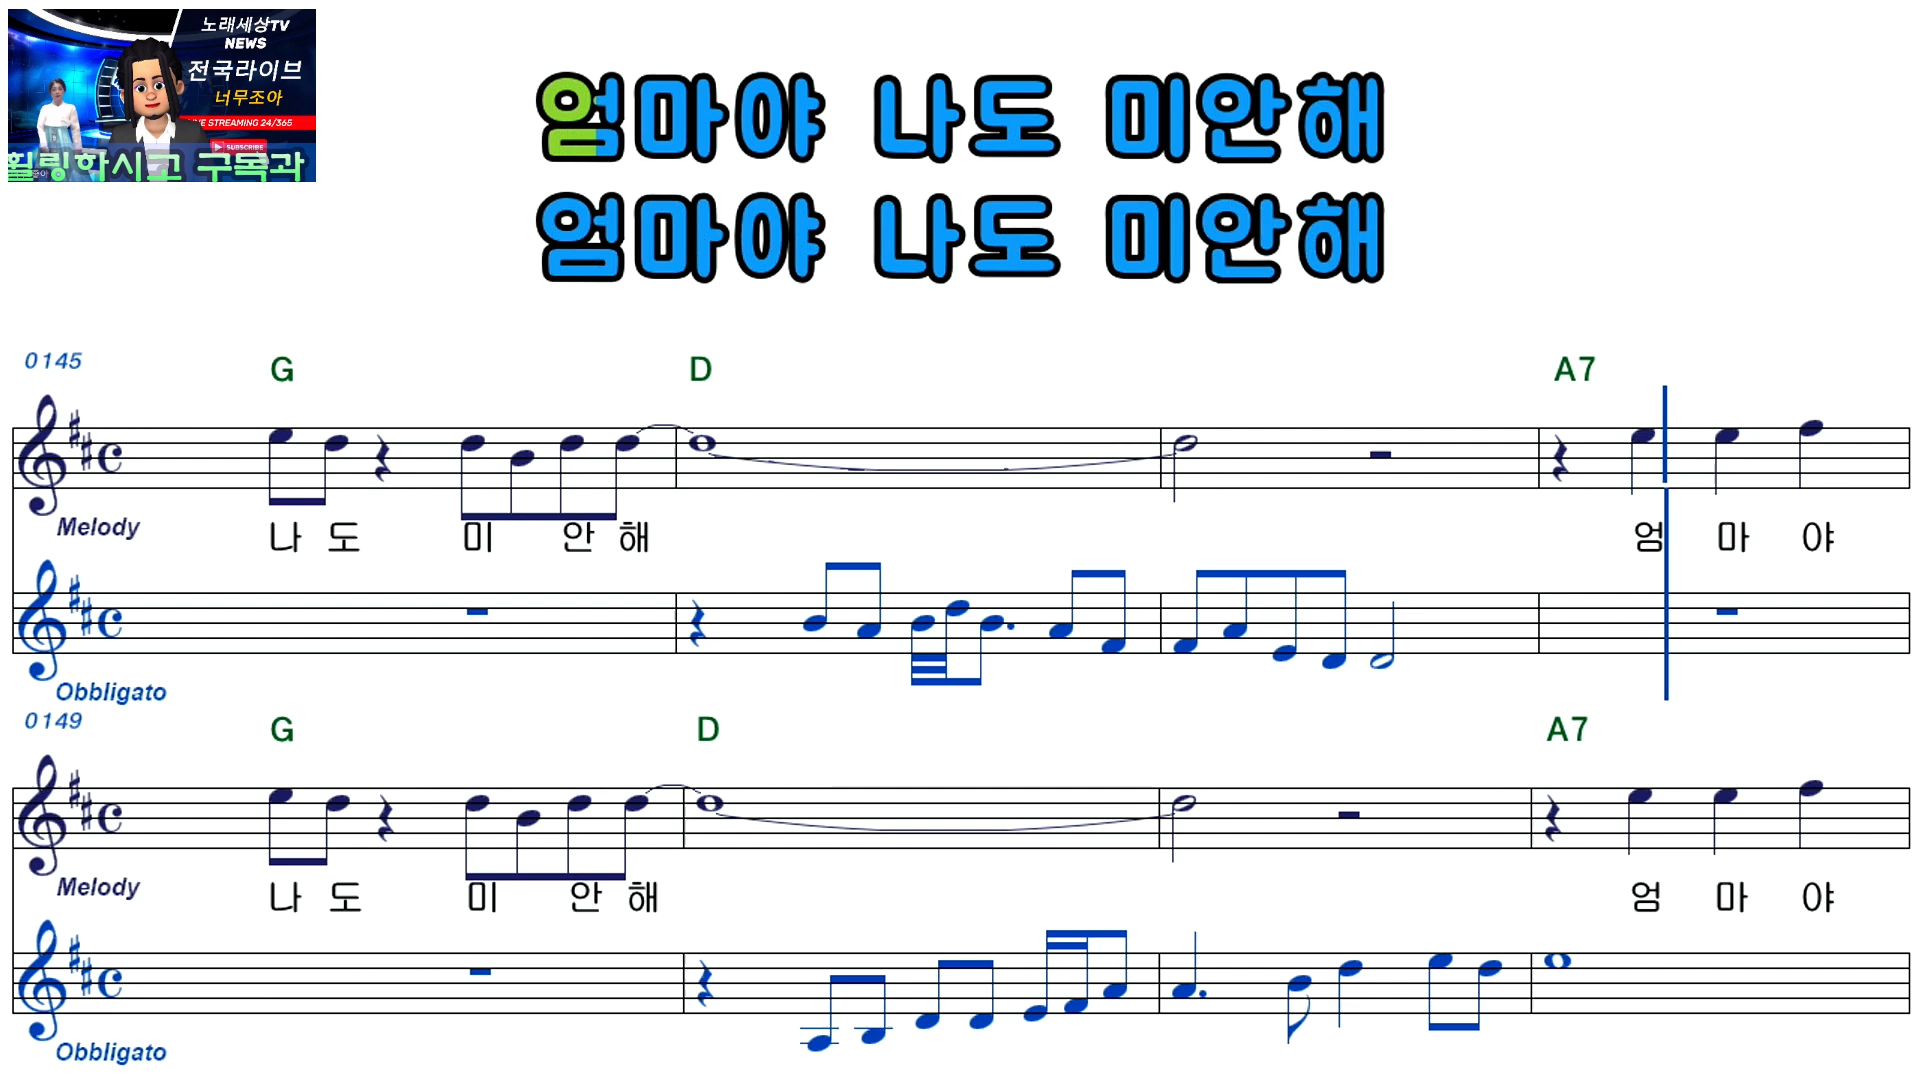 노래세상TV
NEWS
전국라이브
너무조아
LIVE STREAMING 24/365
SUBSCRIBE
힐링하시고 구독과
엄마야 나도 미안해
엄마야 나도 미안해
0145
G D A7
Melody
나 도 미 안 해 엄 마 야
Obbligato
0149
G D A7
Melody
나 도 미 안 해 엄 마 야
Obbligato